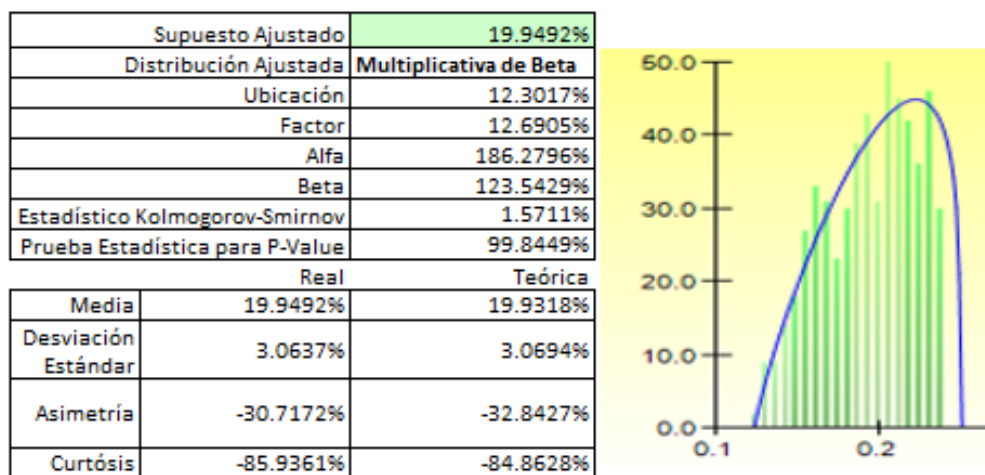 Supuesto Ajustado 19.9492%
Distribución Ajustada Multiplicativa de Beta
Ubicación 12.3017%
Factor 12.6905%
Alfa 186.2796%
Beta 123.5429%
Estadístico Kolmogorov-Smirnov 1.5711%
Prueba Estadística para P-Value 99.8449%
Real Teórica
Media 19.9492% 19.9318%
Desviación
Estándar 3.0637% 3.0694%
Asimetría -30.7172% -32.8427%
Curtósis -85.9361% -84.8628%
50.0
40.0
30.0
20.0
10.0
0.0
0.1 0.2